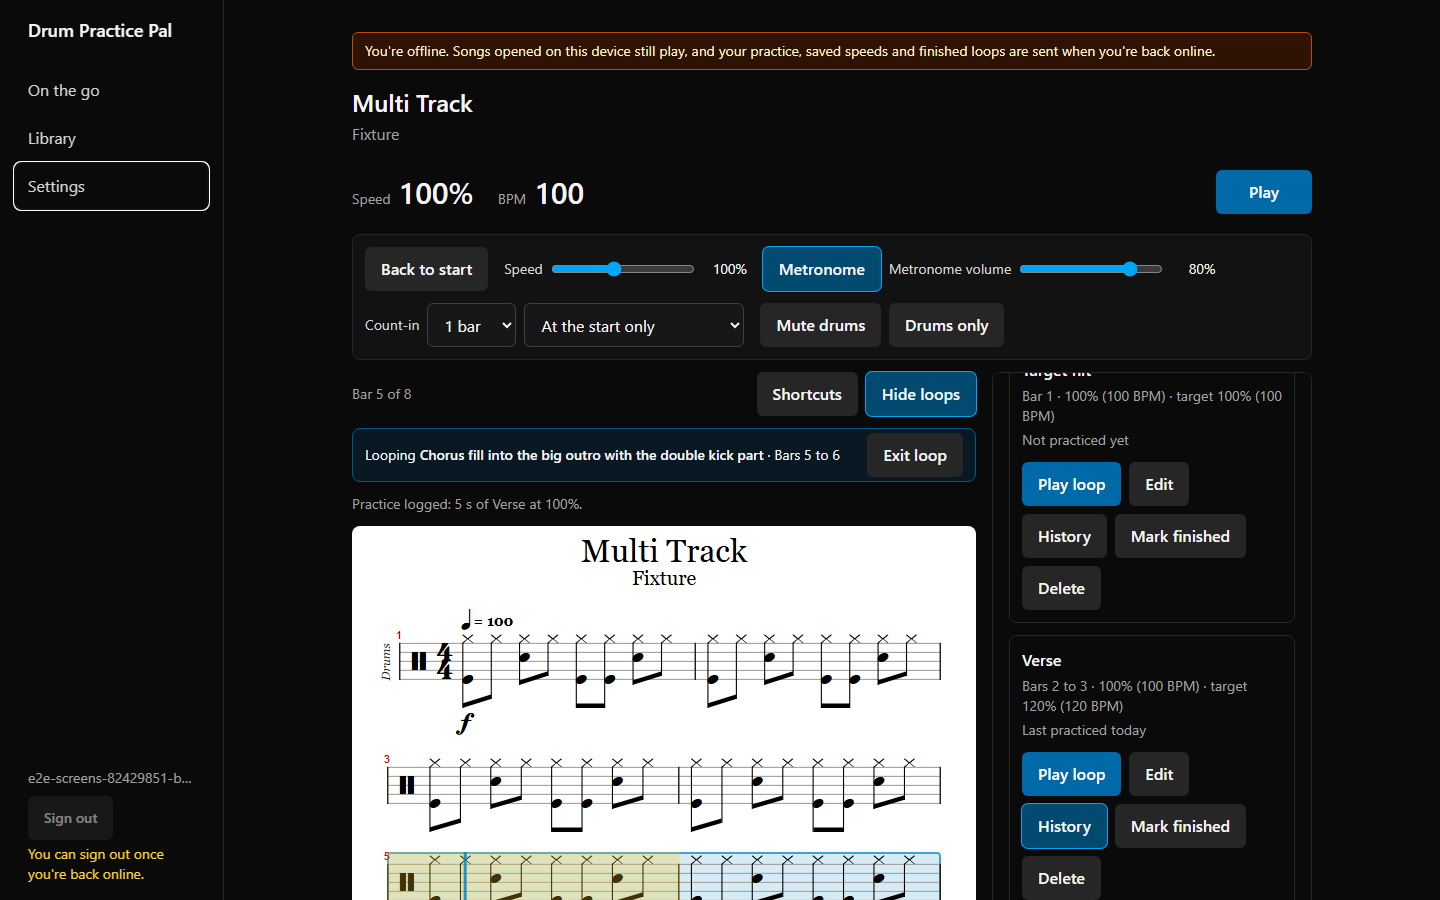 Drum Practice Pal
On the go
Library
Settings
e2e-screens-82429851-b...
Sign out
You can sign out once
you're back online.
You're offline. Songs opened on this device still play, and your practice, saved speeds and finished loops are sent when you're back online.
Multi Track
Fixture
Speed 100% BPM 100
Play
Back to start Speed 100% Metronome Metronome volume 80%
Count-in 1 bar At the start only Mute drums Drums only
Bar 5 of 8
Shortcuts Hide loops
Looping Chorus fill into the big outro with the double kick part · Bars 5 to 6 Exit loop
Practice logged: 5 s of Verse at 100%.
Multi Track
Fixture
= 100
1
Drums
4
4
f
3
5
Target hit
Bar 1 · 100% (100 BPM) · target 100% (100
BPM)
Not practiced yet
Play loop Edit
History Mark finished
Delete
Verse
Bars 2 to 3 · 100% (100 BPM) · target
120% (120 BPM)
Last practiced today
Play loop Edit
History Mark finished
Delete